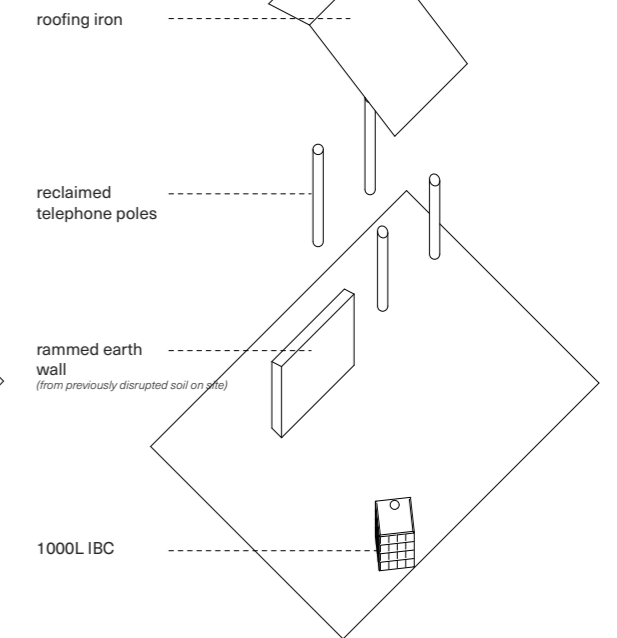 roofing iron
reclaimed
telephone poles
rammed earth
wall
(from previously disrupted soil on site)
1000L IBC